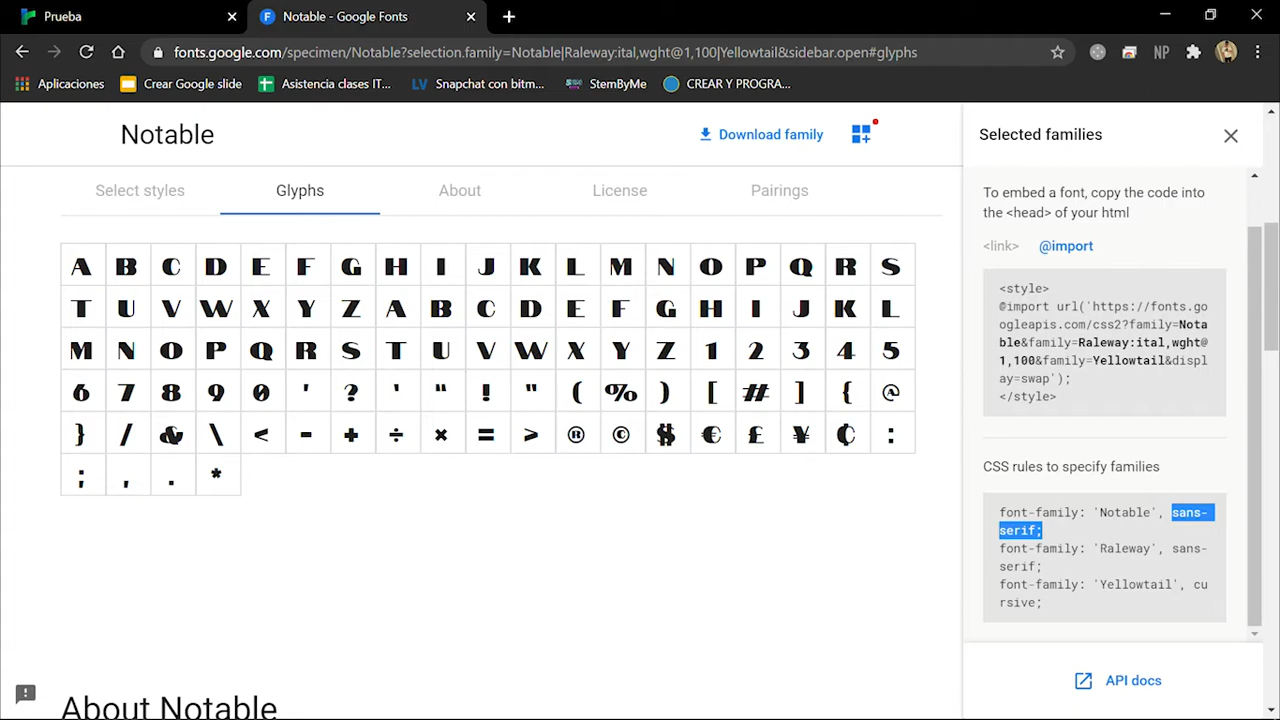 Prueba
Notable - Google Fonts
fonts.google.com/specimen/Notable?selection.family=Notable|Raleway:ital,wght@1,100|Yellowtail&sidebar.open#glyphs
NP
Aplicaciones
Crear Google slide
Asistencia clases IT...
LV Snapchat con bitm...
StemByMe
CREAR Y PROGRA...
Notable
Download family
Selected families
Select styles
Glyphs
About
License
Pairings
To embed a font, copy the code into
the <head> of your html
<link> @import
<style>
@import url('https://fonts.go
ogleapis.com/css2?family=Nota
ble&family=Raleway:ital,wght@
1,100&family=Yellowtail&displ
ay=swap');
</style>
A B C D E F G H I J K L M N O P Q R S
T U V W X Y Z A B C D E F G H I J K L
M N O P Q R S T U V W X Y Z 1 2 3 4 5
6 7 8 9 0 ' ? ' “ ! " ( % ) [ # ] { @
} / & \ < - + ÷ × = > ® © $ € £ ¥ ¢ :
; , . *
CSS rules to specify families
font-family: 'Notable', sans-
serif;
font-family: 'Raleway', sans-
serif;
font-family: 'Yellowtail', cu
rsive;
API docs
About Notable